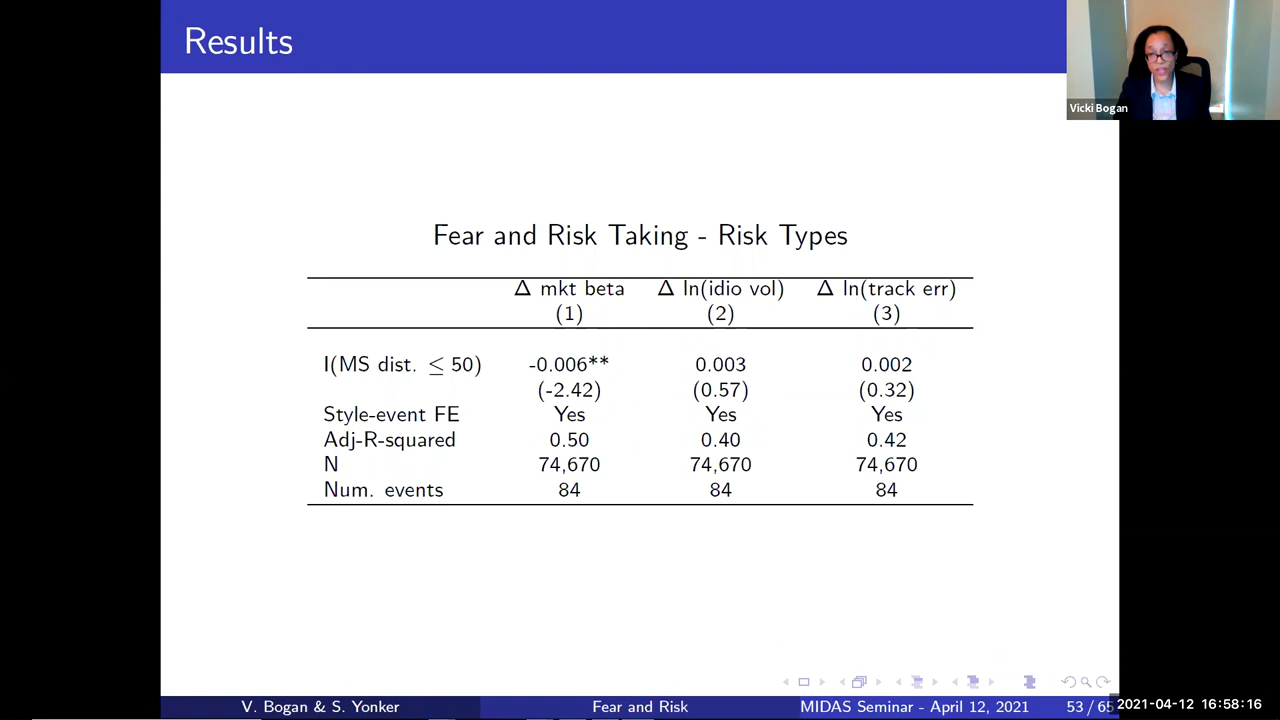 Results
Vicki Bogan
Fear and Risk Taking - Risk Types
Δ mkt beta Δ ln(idio vol) Δ ln(track err)
(1) (2) (3)
I(MS dist. ≤ 50) -0.006** 0.003 0.002
(-2.42) (0.57) (0.32)
Style-event FE Yes Yes Yes
Adj-R-squared 0.50 0.40 0.42
N 74,670 74,670 74,670
Num. events 84 84 84
V. Bogan & S. Yonker Fear and Risk MIDAS Seminar - April 12, 2021 53 / 65 2021-04-12 16:58:16